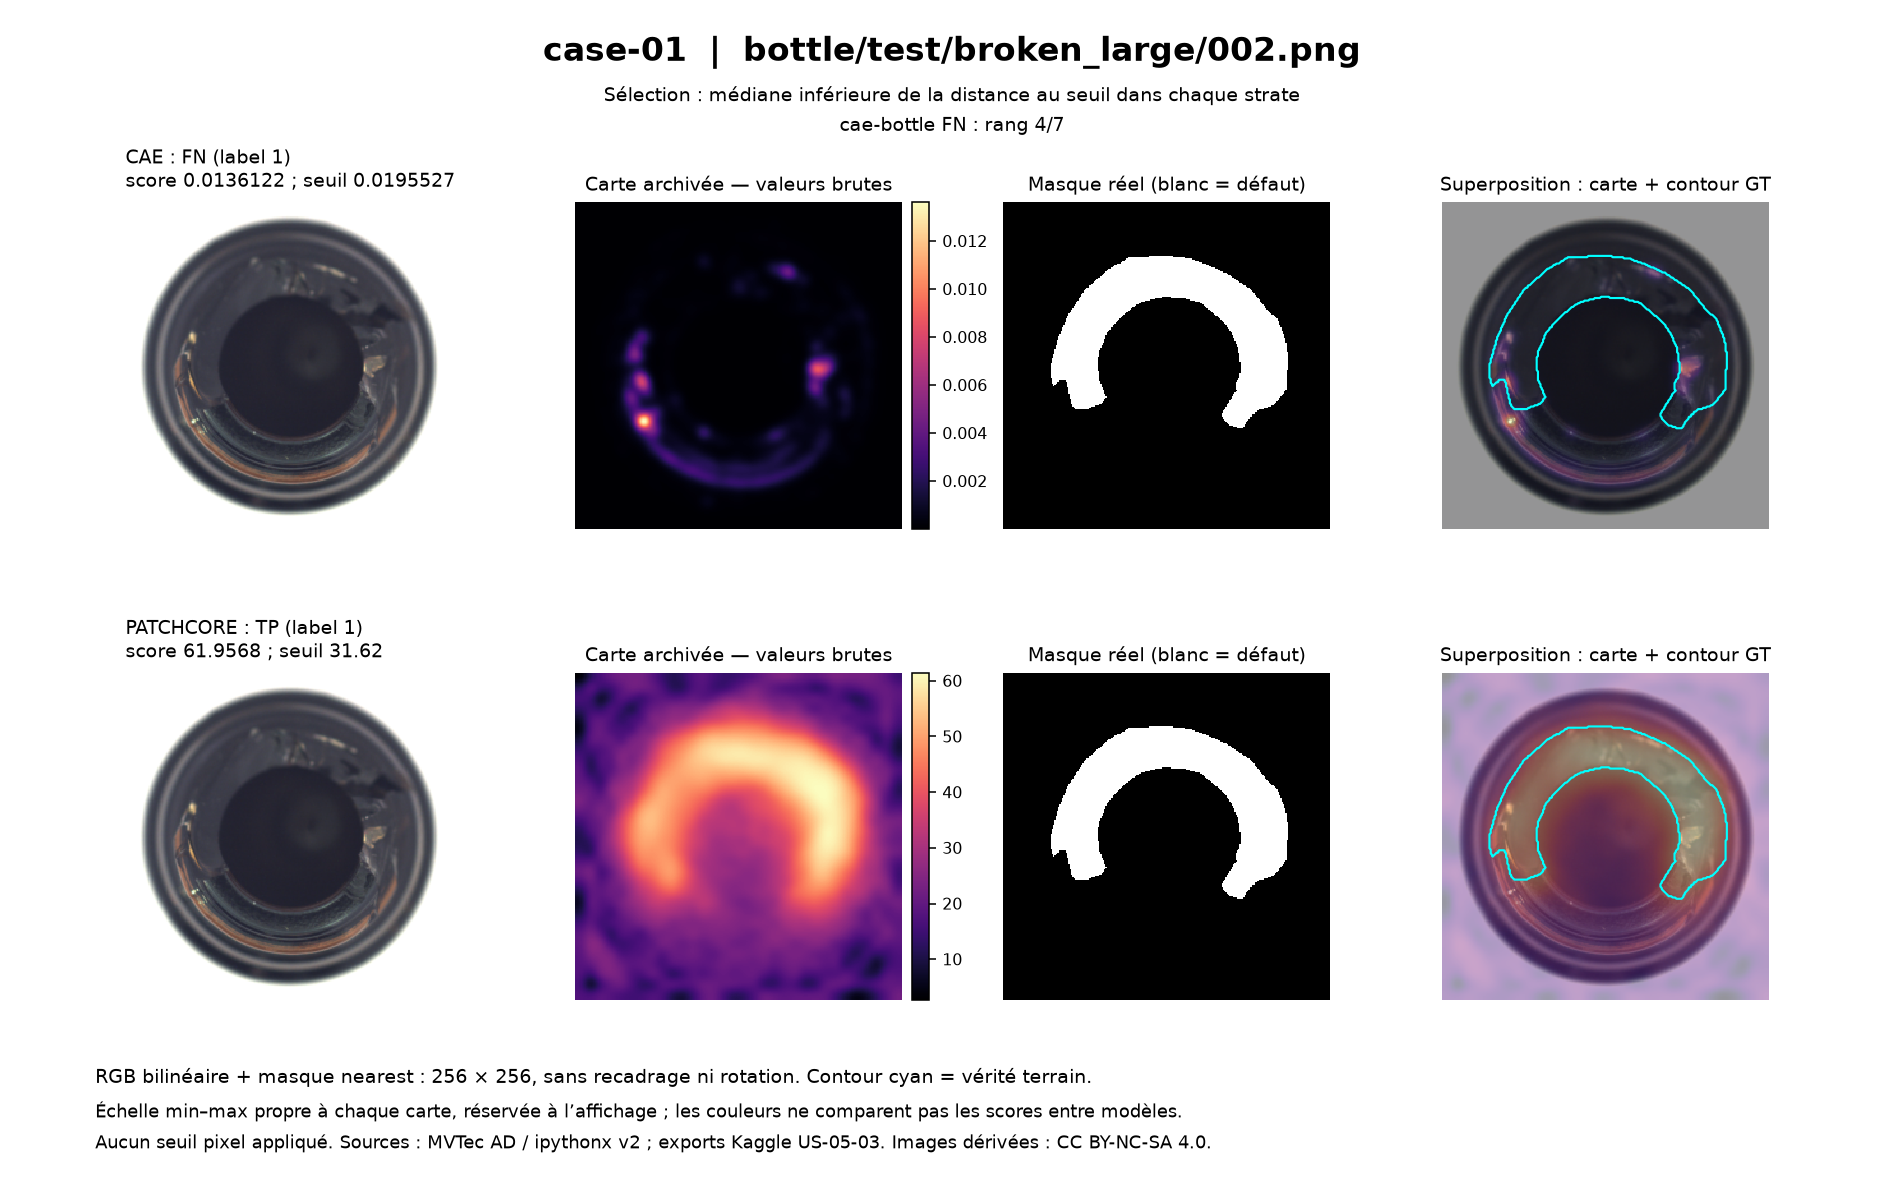 case-01 | bottle/test/broken_large/002.png
Sélection : médiane inférieure de la distance au seuil dans chaque strate
cae-bottle FN : rang 4/7
CAE : FN (label 1)
score 0.0136122 ; seuil 0.0195527
Carte archivée — valeurs brutes
Masque réel (blanc = défaut)
Superposition : carte + contour GT
0.012
0.010
0.008
0.006
0.004
0.002
PATCHCORE : TP (label 1)
score 61.9568 ; seuil 31.62
Carte archivée — valeurs brutes
Masque réel (blanc = défaut)
Superposition : carte + contour GT
60
50
40
30
20
10
RGB bilinéaire + masque nearest : 256 × 256, sans recadrage ni rotation. Contour cyan = vérité terrain.
Échelle min–max propre à chaque carte, réservée à l’affichage ; les couleurs ne comparent pas les scores entre modèles.
Aucun seuil pixel appliqué. Sources : MVTec AD / ipythonx v2 ; exports Kaggle US-05-03. Images dérivées : CC BY-NC-SA 4.0.